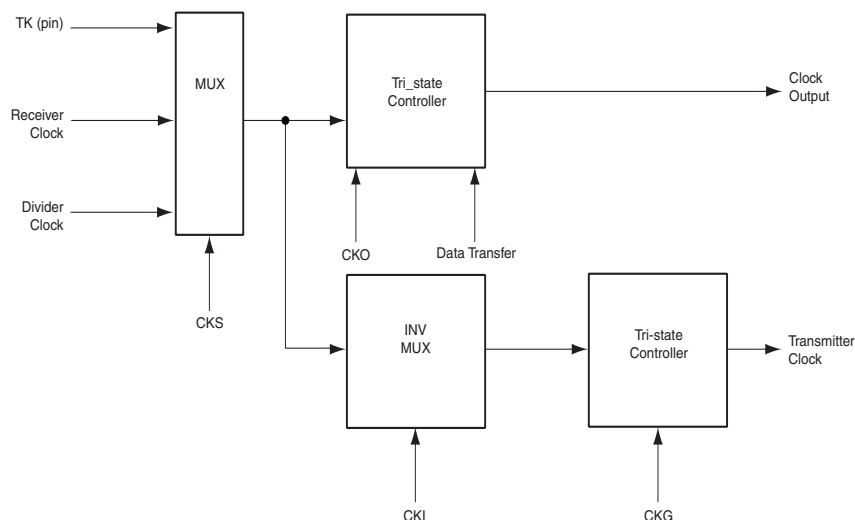 TK (pin)
MUX
Tri_state
Controller
Clock
Output
Receiver
Clock
Divider
Clock
CKO
Data Transfer
CKS
INV
MUX
Tri-state
Controller
Transmitter
Clock
CKI
CKG